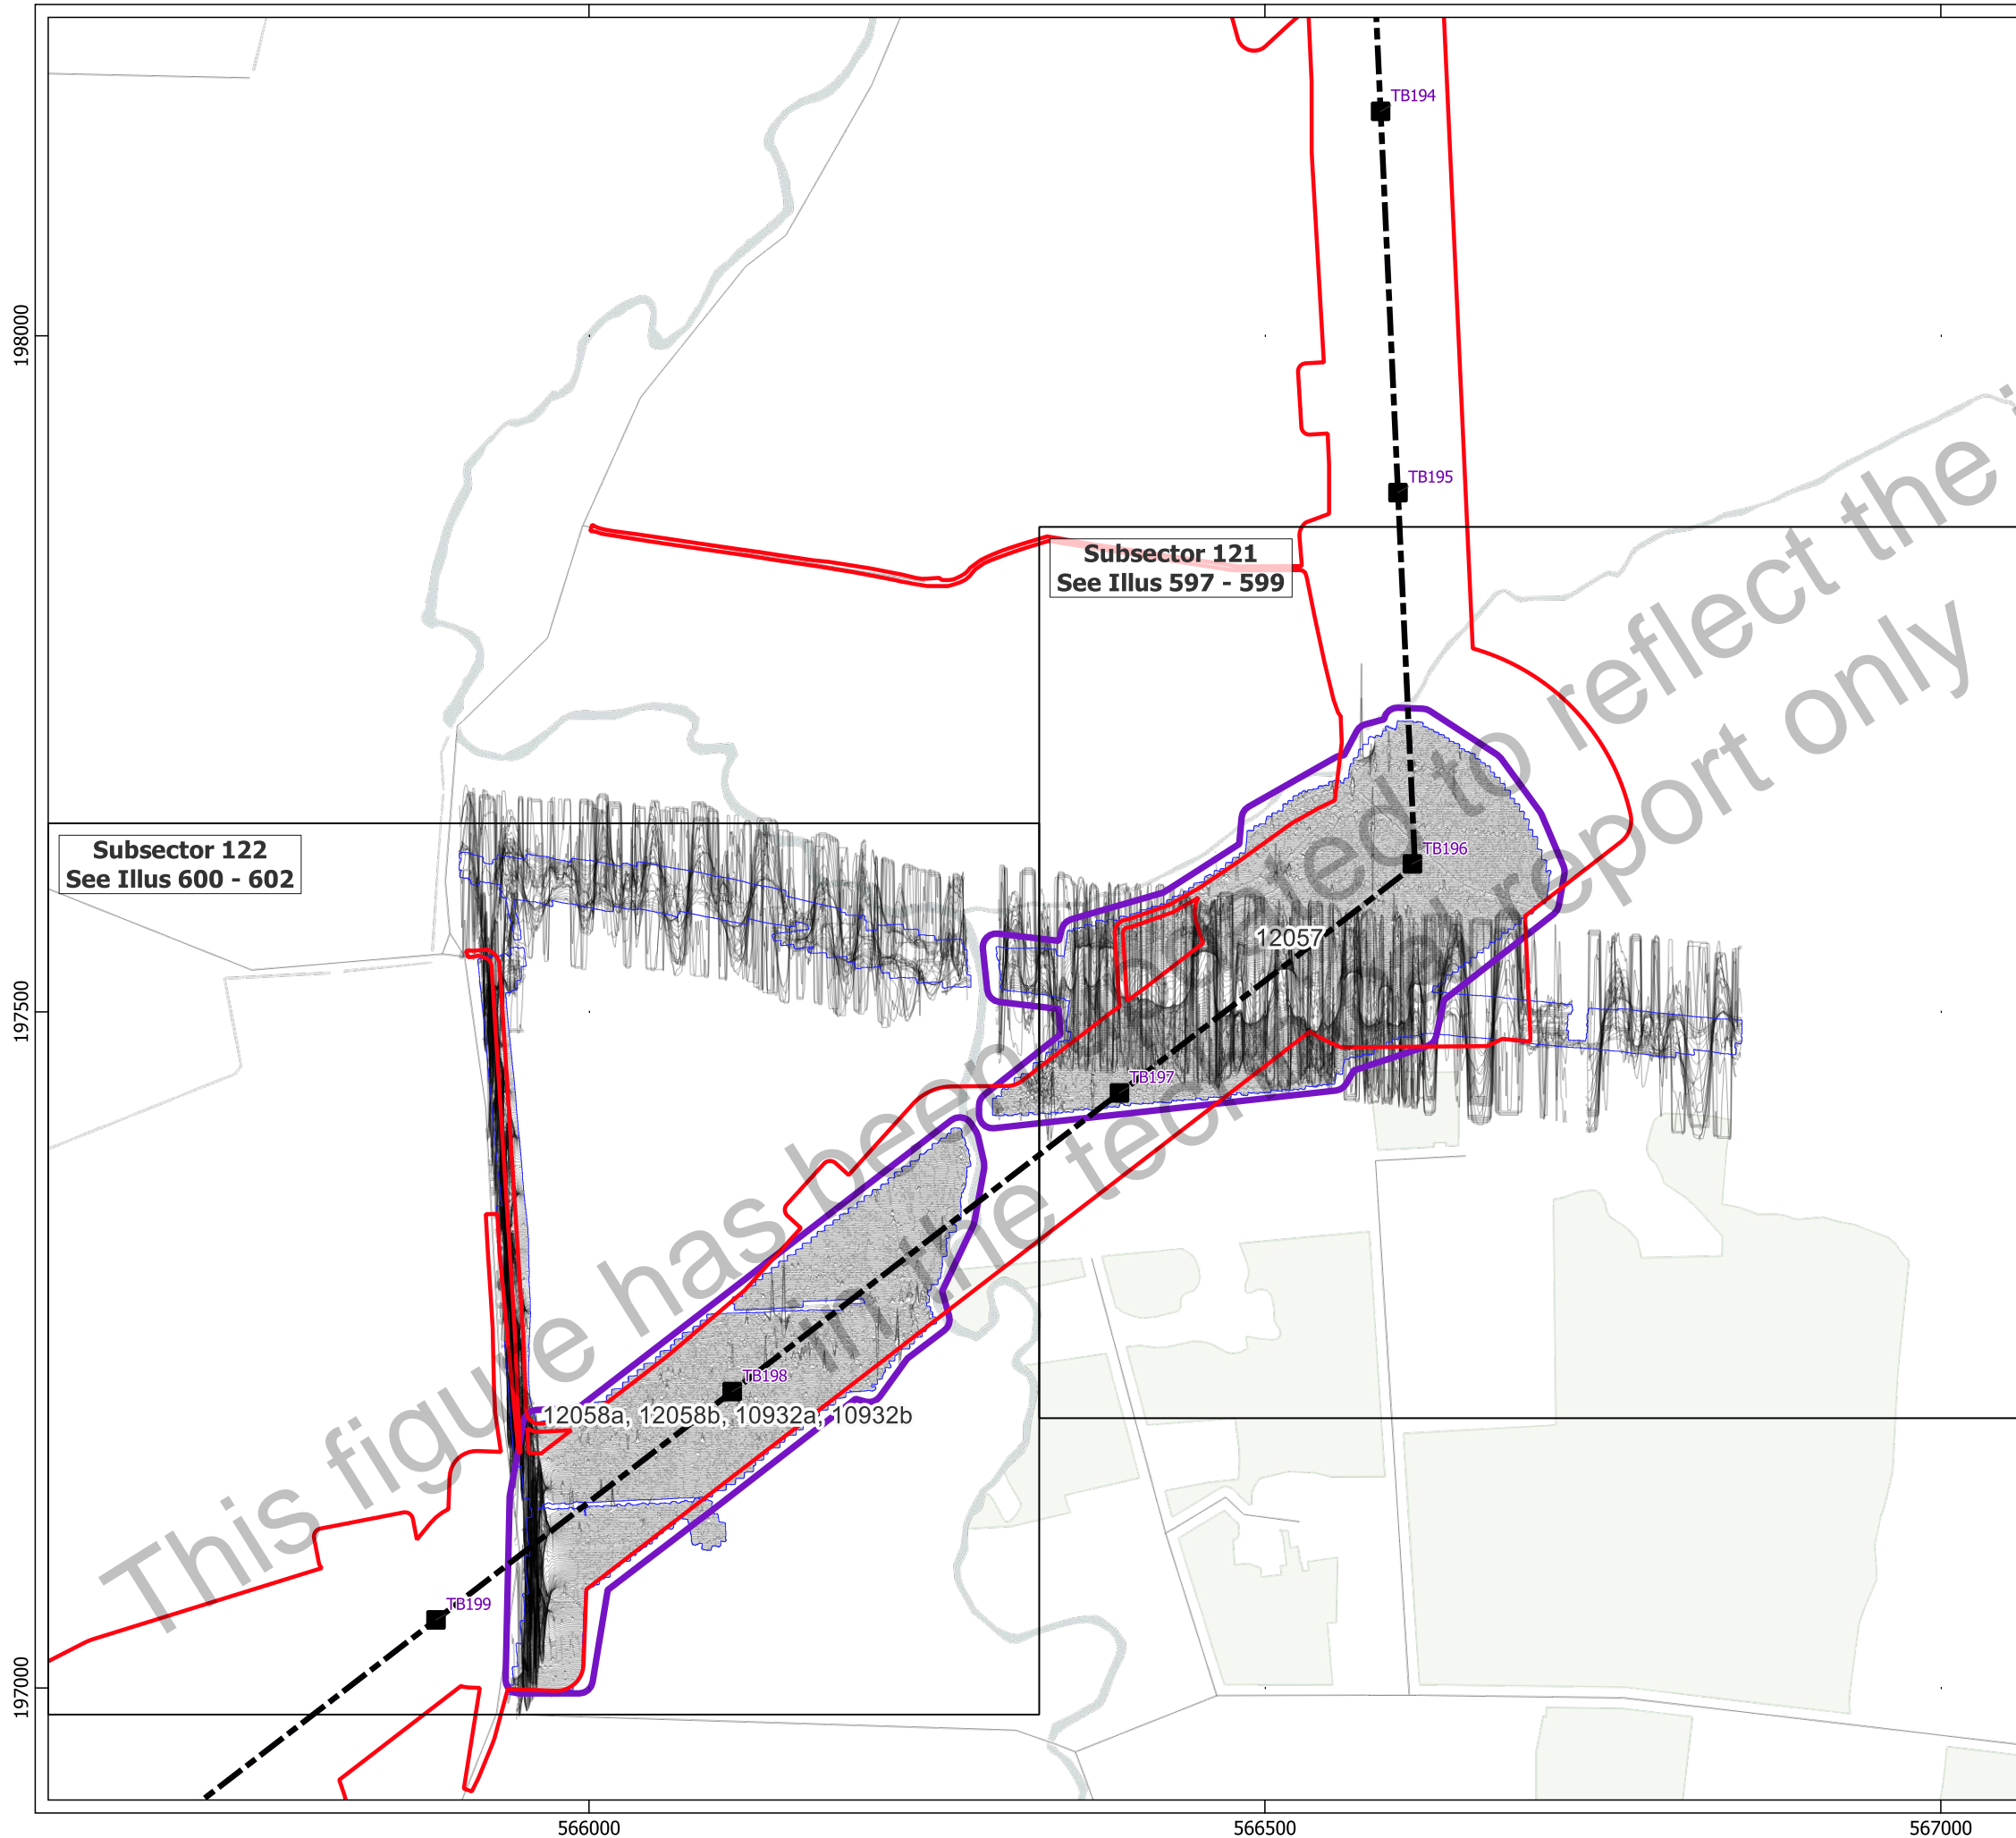 TB194
198000
TB195
Subsector 121
See Illus 597 - 599
Subsector 122
See Illus 600 - 602
TB196
12057
197500
TB197
TB198
12058a, 12058b, 10932a, 10932b
TB199
197000
566000
566500
567000
This figure has been to reflect the
in the report only